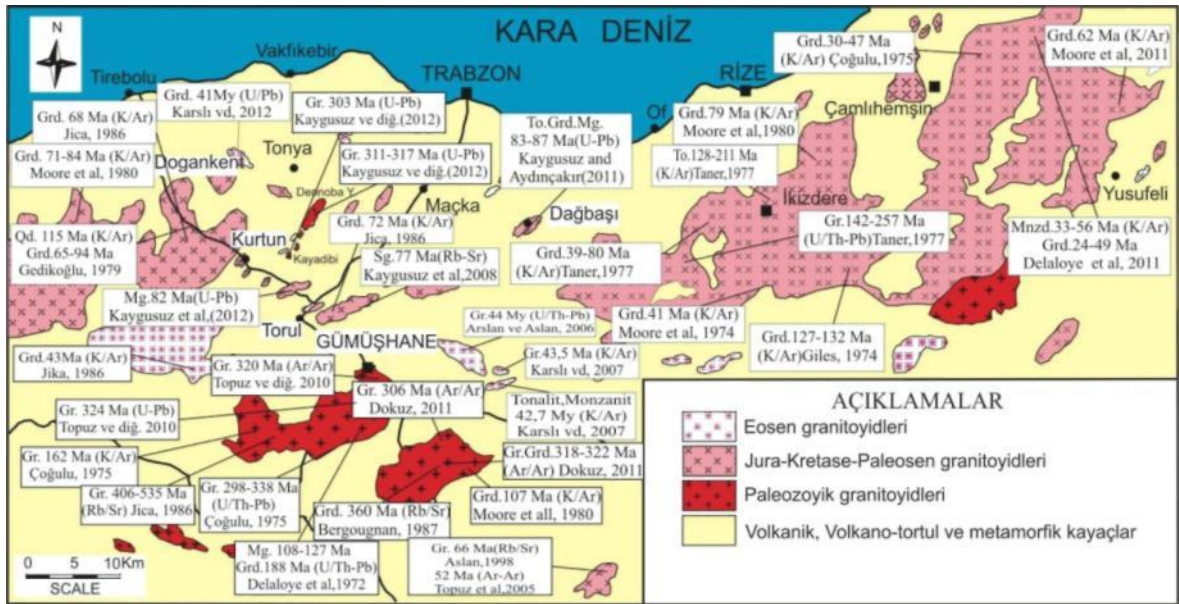 N
KARA DENİZ
Vakfıkebir
Tirebolu
TRABZON
RİZE
Of
Çamlıhemşin
Yusufeli
Grd.30-47 Ma
(K/Ar) Çoğulu,1975
Grd.62 Ma (K/Ar)
Moore et al, 2011
Grd. 41My (U/Pb)
Karslı vd, 2012
Gr. 303 Ma (U-Pb)
Kaygusuz ve diğ.(2012)
Grd. 68 Ma (K/Ar)
Jica, 1986
To.Grd.Mg.
83-87 Ma(U-Pb)
Kaygusuz and
Aydınçakır(2011)
Grd.79 Ma (K/Ar)
Moore et al,1980
Grd. 71-84 Ma (K/Ar)
Moore et al, 1980
Dogankent
Tonya
Gr. 311-317 Ma (U-Pb)
Kaygusuz ve diğ.(2012)
To.128-211 Ma
(K/Ar)Taner,1977
Maçka
Dağbaşı
İkizdere
Qd. 115 Ma (K/Ar)
Grd.65-94 Ma
Gedikoğlu, 1979
Kurtun
Kayadibi
Grd. 72 Ma (K/Ar)
Jica, 1986
Sg.77 Ma(Rb-Sr)
Kaygusuz et al,2008
Grd.39-80 Ma
(K/Ar)Taner,1977
Gr.142-257 Ma
(U/Th-Pb)Taner,1977
Mnzd.33-56 Ma (K/Ar)
Grd.24-49 Ma
Delaloye et al, 2011
Mg.82 Ma(U-Pb)
Kaygusuz et al,(2012)
Torul
Gr.44 My (U/Th-Pb)
Arslan ve Aslan, 2006
Grd.41 Ma (K/Ar)
Moore et al, 1974
Grd.127-132 Ma
(K/Ar)Giles, 1974
GÜMÜŞHANE
Grd.43Ma (K/Ar)
Jika, 1986
Gr. 320 Ma (Ar/Ar)
Topuz ve diğ. 2010
Gr.43,5 Ma (K/Ar)
Karslı vd, 2007
Gr. 306 Ma (Ar/Ar)
Dokuz, 2011
Tonalit,Monzanit
42,7 My (K/Ar)
Karslı vd, 2007
Gr. 324 Ma (U-Pb)
Topuz ve diğ. 2010
Gr. 162 Ma (K/Ar)
Çoğulu, 1975
Gr.Grd.318-322 Ma
(Ar/Ar) Dokuz, 2011
Gr. 406-535 Ma
(Rb/Sr) Jica, 1986
Gr. 298-338 Ma
(U/Th-Pb)
Çoğulu, 1975
Grd. 360 Ma (Rb/Sr)
Bergougnan, 1987
Grd.107 Ma (K/Ar)
Moore et all, 1980
Mg. 108-127 Ma
Grd.188 Ma (U/Th-Pb)
Delaloye et al,1972
Gr. 66 Ma(Rb/Sr)
Aslan,1998
52 Ma (Ar-Ar)
Topuz et al,2005
0 5 10Km
SCALE
AÇIKLAMALAR
Eosen granitoyidleri
Jura-Kretase-Paleosen granitoyidleri
Paleozoyik granitoyidleri
Volkanik, Volkano-tortul ve metamorfik kayaçlar